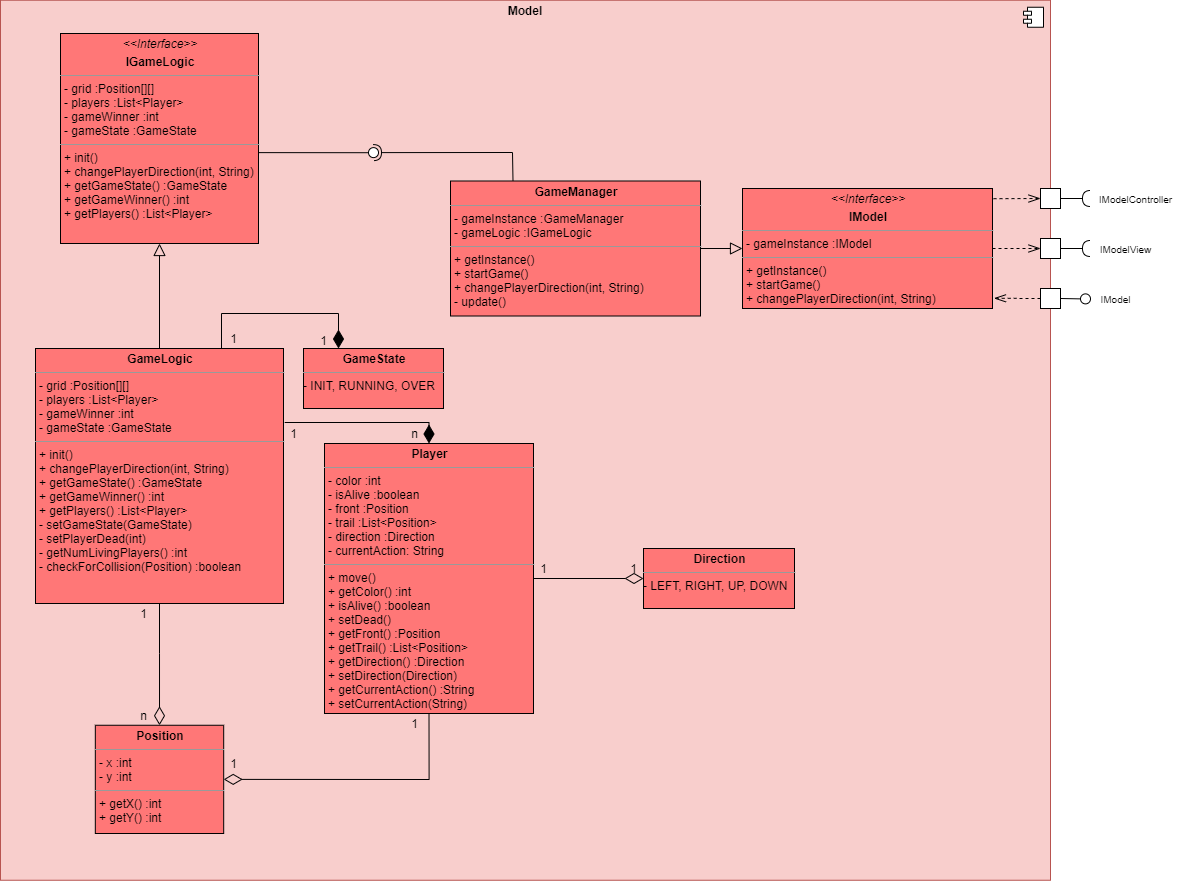 Model
<<Interface>>
IGameLogic
- grid :Position[][]
- players :List<Player>
- gameWinner :int
- gameState :GameState
+ init()
+ changePlayerDirection(int, String)
+ getGameState() :GameState
+ getGameWinner() :int
+ getPlayers() :List<Player>
GameManager
- gameInstance :GameManager
- gameLogic :IGameLogic
+ getInstance()
+ startGame()
+ changePlayerDirection(int, String)
- update()
<<Interface>>
IModel
- gameInstance :IModel
+ getInstance()
+ startGame()
+ changePlayerDirection(int, String)
IModelController
IModelView
IModel
1
1
GameLogic
- grid :Position[][]
- players :List<Player>
- gameWinner :int
- gameState :GameState
+ init()
+ changePlayerDirection(int, String)
+ getGameState() :GameState
+ getGameWinner() :int
+ getPlayers() :List<Player>
- setGameState(GameState)
- setPlayerDead(int)
- getNumLivingPlayers() :int
- checkForCollision(Position) :boolean
GameState
- INIT, RUNNING, OVER
1
n
Player
- color :int
- isAlive :boolean
- front :Position
- trail :List<Position>
- direction :Direction
- currentAction: String
+ move()
+ getColor() :int
+ isAlive() :boolean
+ setDead()
+ getFront() :Position
+ getTrail() :List<Position>
+ getDirection() :Direction
+ setDirection(Direction)
+ getCurrentAction() :String
+ setCurrentAction(String)
1
1
Direction
- LEFT, RIGHT, UP, DOWN
1
n
1
1
Position
- x :int
- y :int
+ getX() :int
+ getY() :int